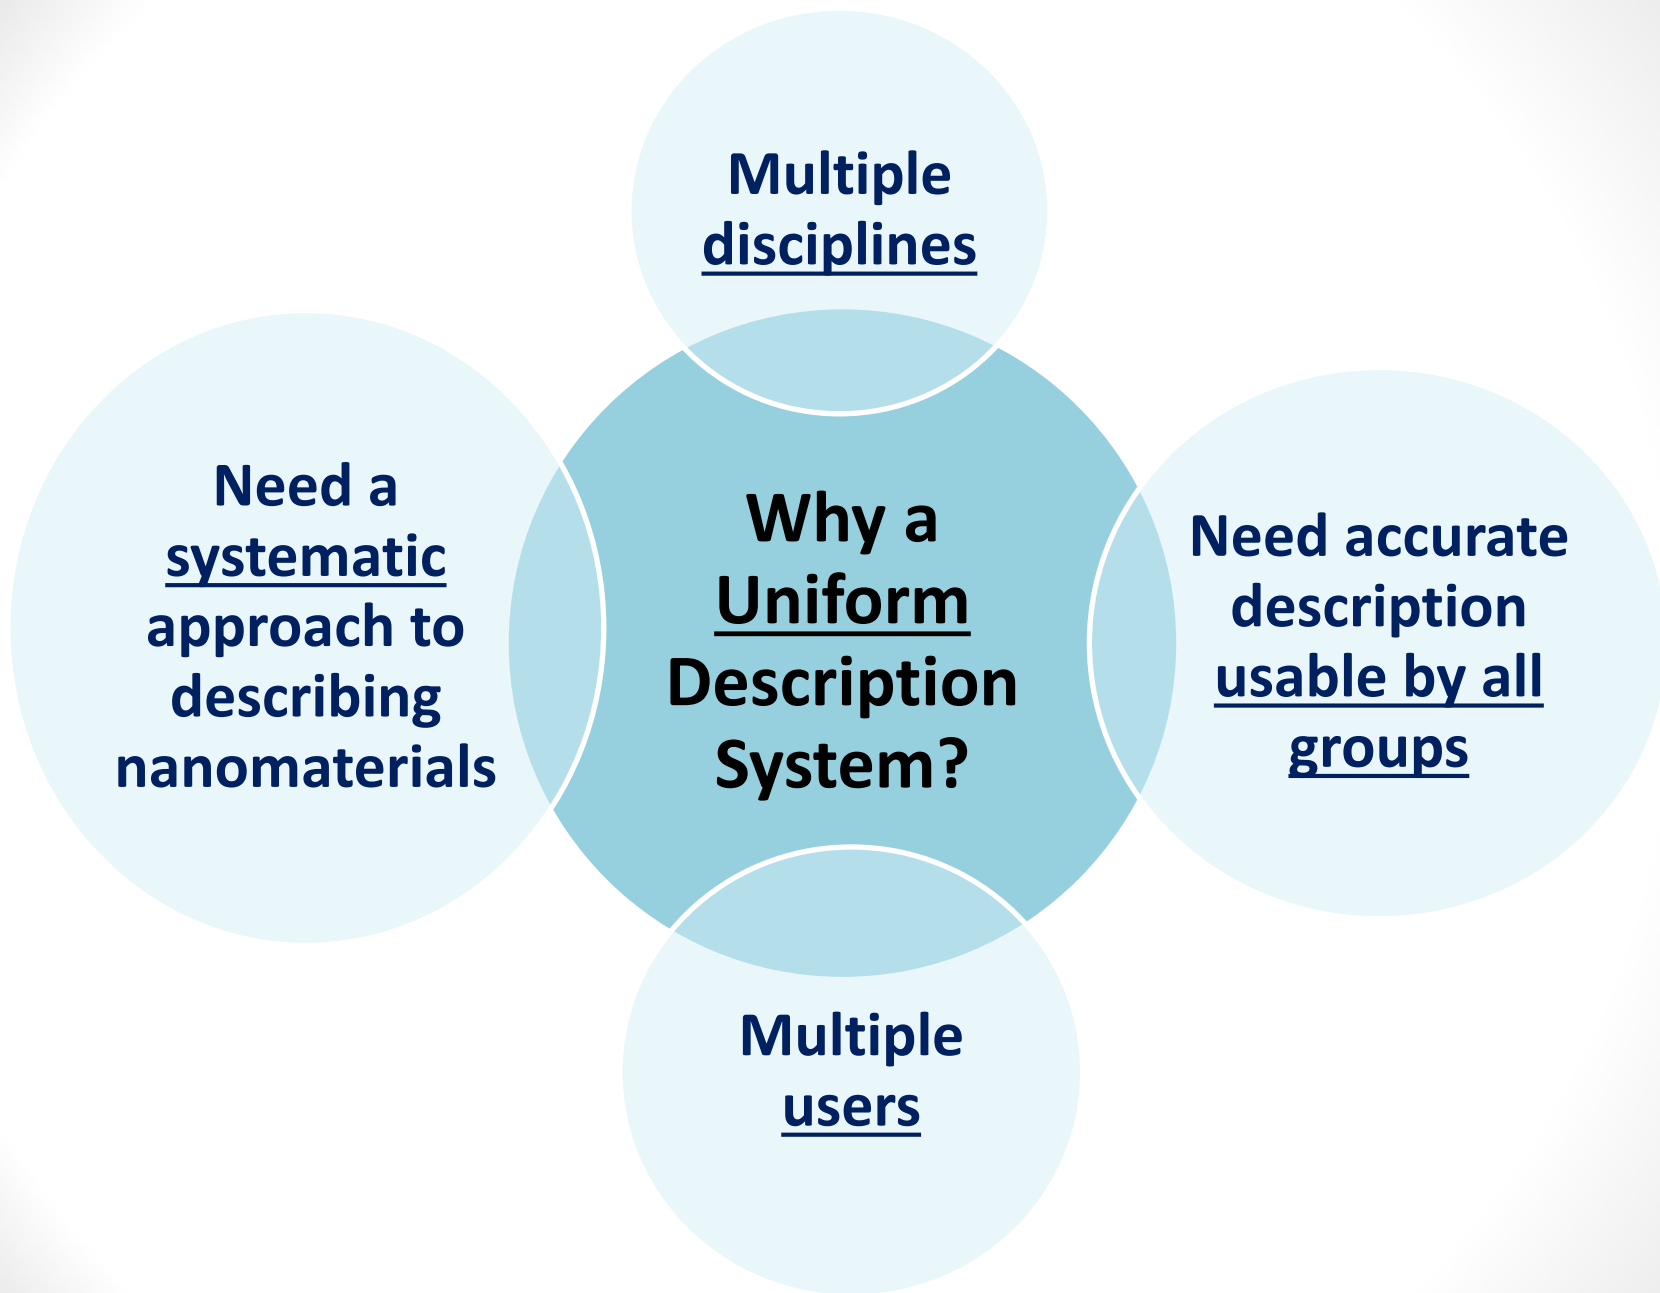 Multiple
disciplines
Need a
systematic
approach to
describing
nanomaterials
Why a
Uniform
Description
System?
Need accurate
description
usable by all
groups
Multiple
users